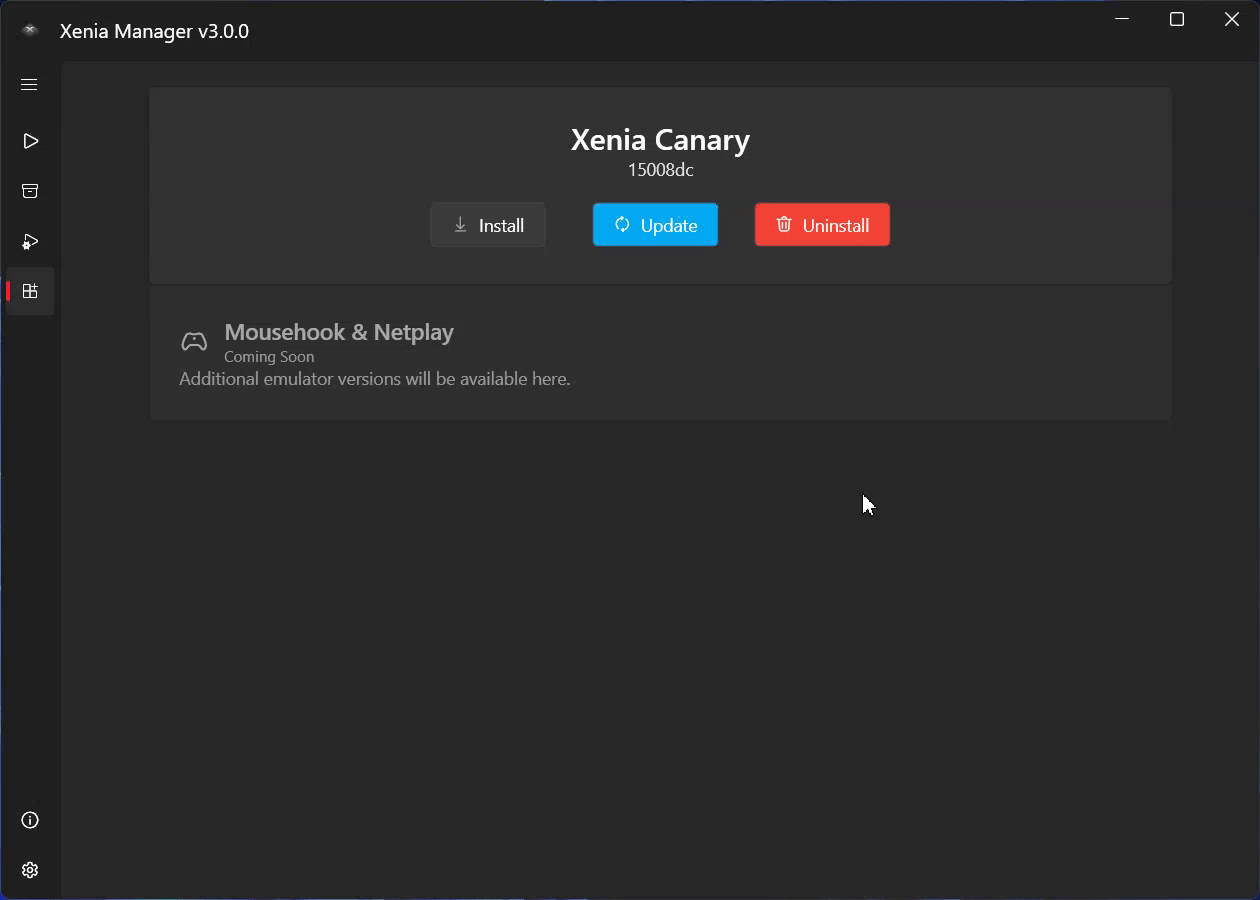 Xenia Manager v3.0.0
Xenia Canary
15008dc
Install
Update
Uninstall
Mousehook & Netplay
Coming Soon
Additional emulator versions will be available here.